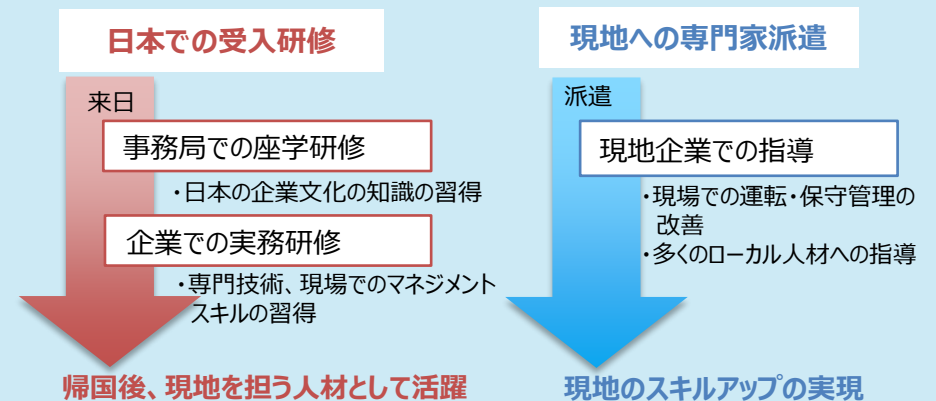 日本での受入研修
来日
事務局での座学研修
・日本の企業文化の知識の習得
企業での実務研修
・専門技術、現場でのマネジメント
スキルの習得
帰国後、現地を担う人材として活躍
現地への専門家派遣
派遣
現地企業での指導
・現場での運転・保守管理の
改善
・多くのローカル人材への指導
現地のスキルアップの実現